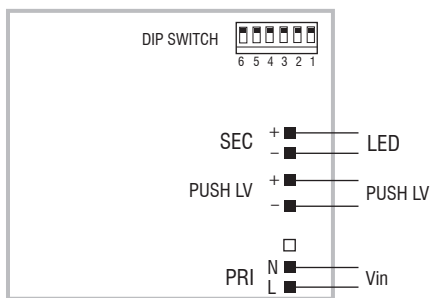 DIP SWITCH
6 5 4 3 2 1
SEC + LED
−
PUSH LV + PUSH LV
−
PRI N Vin
L